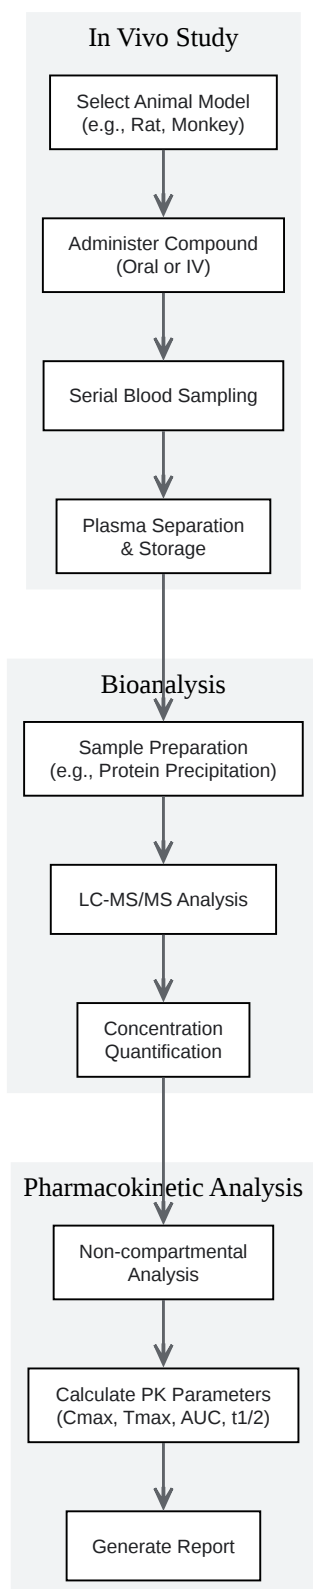 In Vivo Study
Select Animal Model
(e.g., Rat, Monkey)
Administer Compound
(Oral or IV)
Serial Blood Sampling
Plasma Separation
& Storage
Bioanalysis
Sample Preparation
(e.g., Protein Precipitation)
LC-MS/MS Analysis
Concentration
Quantification
Pharmacokinetic Analysis
Non-compartmental
Analysis
Calculate PK Parameters
(Cmax, Tmax, AUC, t1/2)
Generate Report